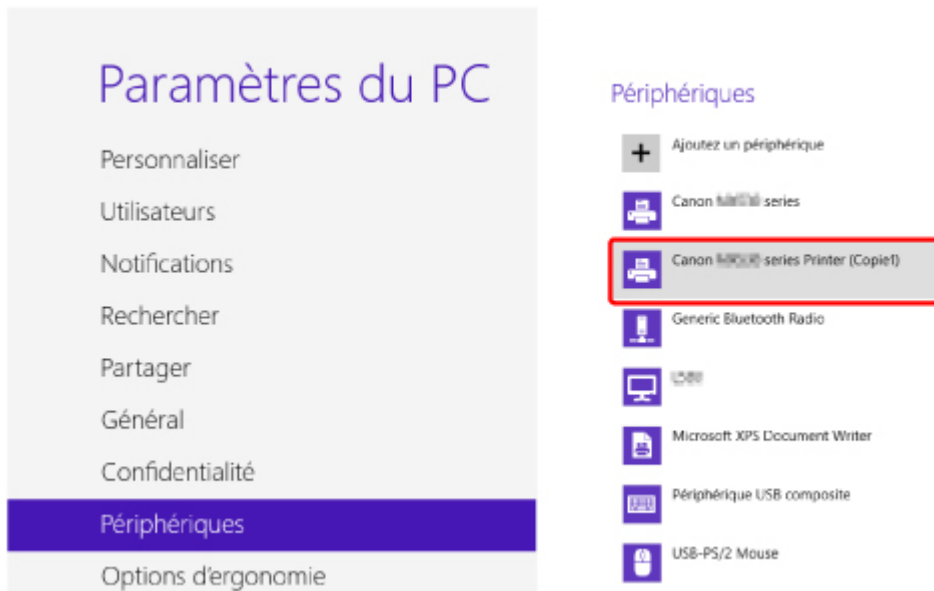 Paramètres du PC
Personnaliser
Utilisateurs
Notifications
Rechercher
Partager
Général
Confidentialité
Périphériques
Options d'ergonomie
Périphériques
Ajoutez un périphérique
Canon series
Canon series Printer (Copie1)
Generic Bluetooth Radio
Microsoft XPS Document Writer
Périphérique USB composite
USB-PS/2 Mouse